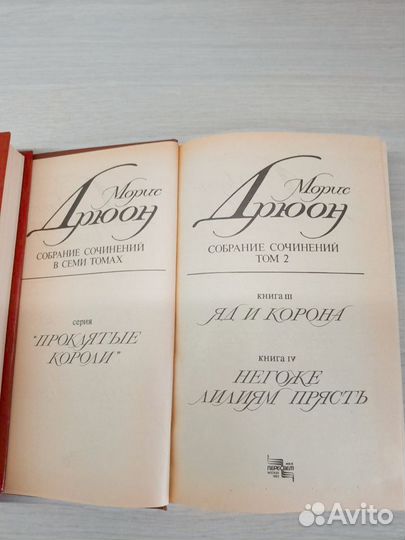 Морис
Дрюон
СОБРАНИЕ СОЧИНЕНИЙ
В СЕМИ ТОМАХ
серия
"ПРОКЛЯТЫЕ
КОРОЛИ"
Морис
Дрюон
СОБРАНИЕ СОЧИНЕНИЙ
ТОМ 2
КНИГА III
ЯД И КОРОНА
КНИГА IV
НЕГОЖЕ
ЛИЛИЯМ ПРЯСТЬ
ПЕРЕСВЕТ
Avito